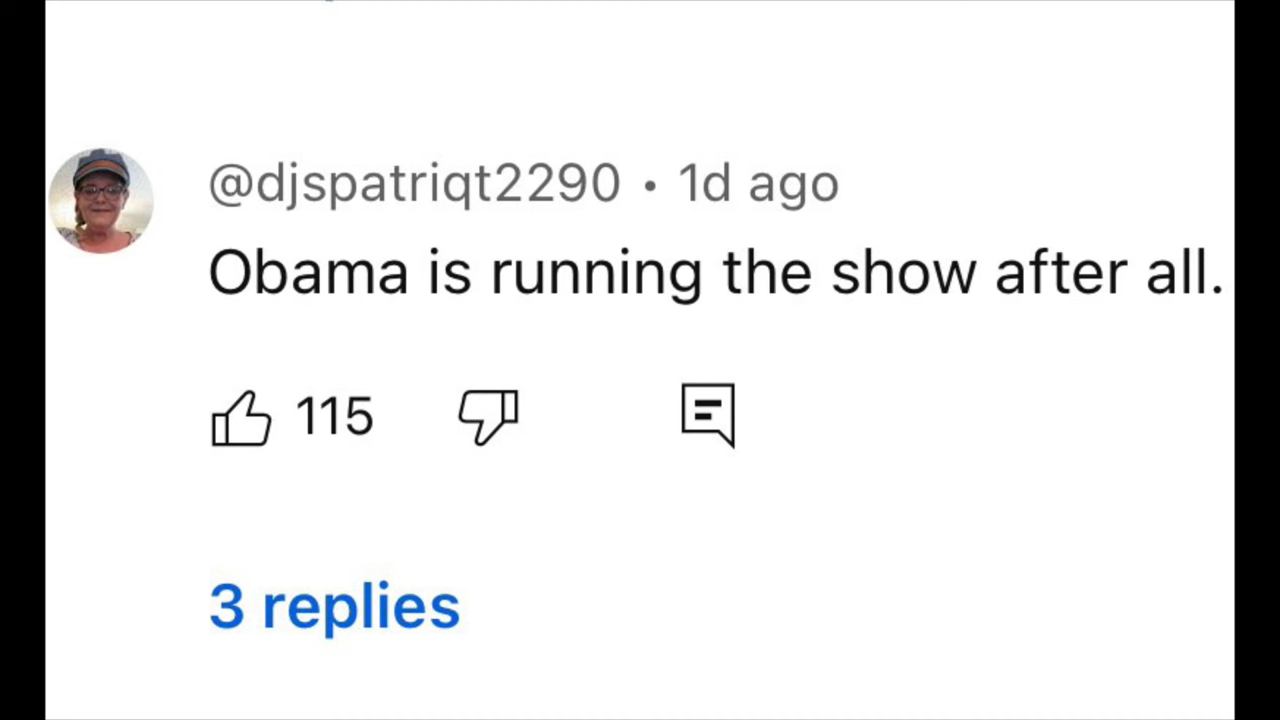 @djspatriqt2290 • 1d ago
Obama is running the show after all.
115
3 replies